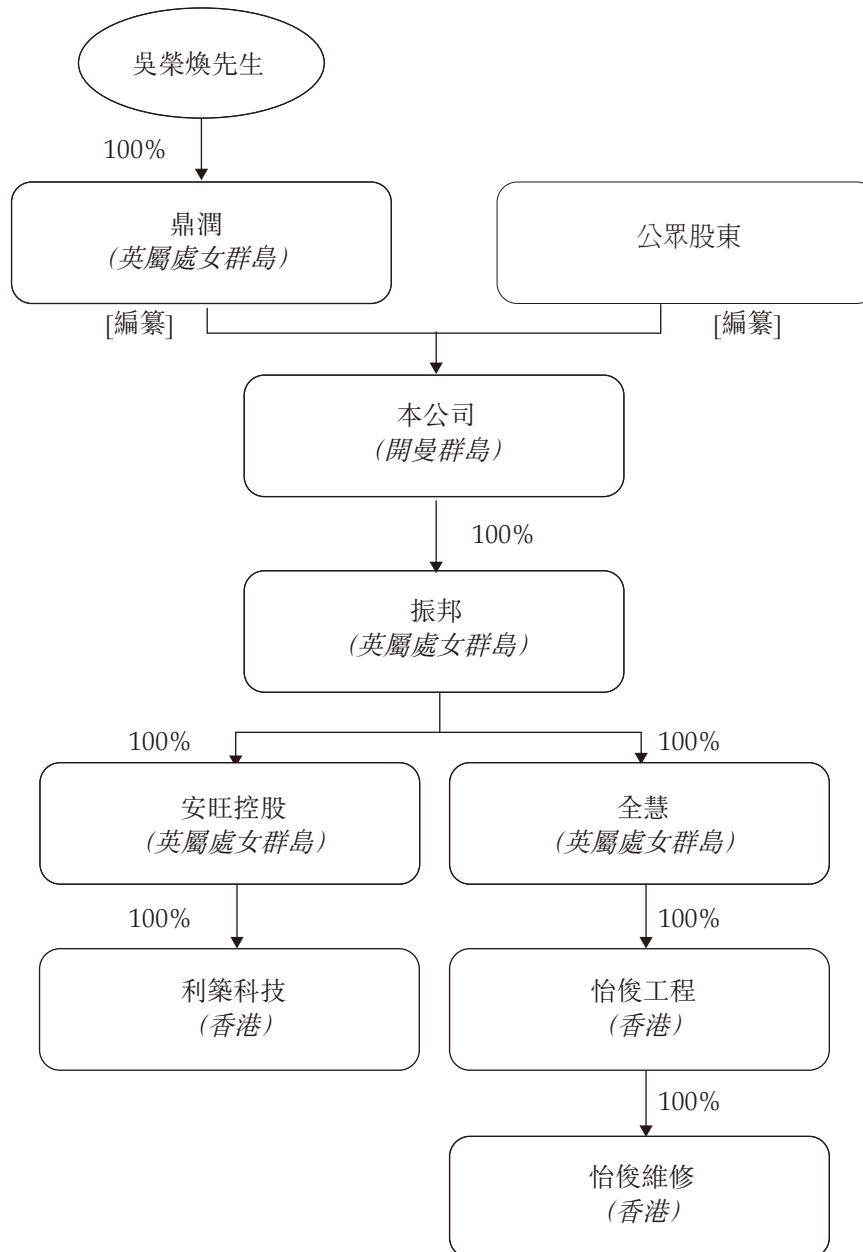 吳榮煥先生
100%
鼎潤
(英屬處女群島)
公眾股東
[編纂]
[編纂]
本公司
(開曼群島)
100%
振邦
(英屬處女群島)
100%
100%
安旺控股
(英屬處女群島)
全慧
(英屬處女群島)
100%
100%
利築科技
(香港)
怡俊工程
(香港)
100%
怡俊維修
(香港)